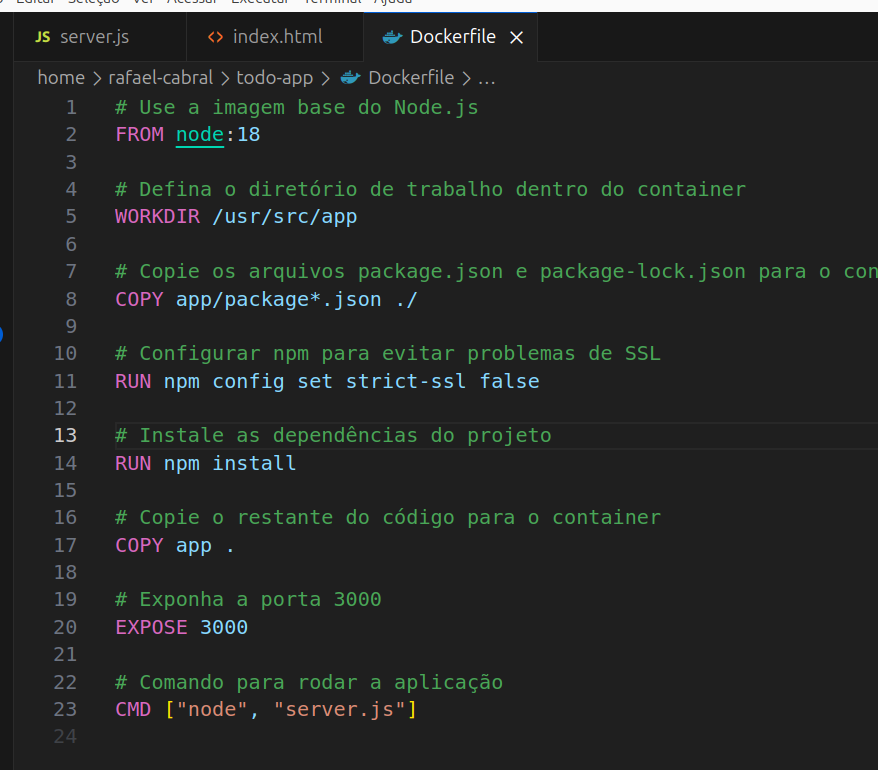 Editar Seleção Ver Acessar Executar Terminal Ajuda
JS server.js <> index.html Dockerfile ×
home > rafael-cabral > todo-app > Dockerfile > ...
1 # Use a imagem base do Node.js
2 FROM node:18
3
4 # Defina o diretório de trabalho dentro do container
5 WORKDIR /usr/src/app
6
7 # Copie os arquivos package.json e package-lock.json para o con
8 COPY app/package*.json ./
9
10 # Configurar npm para evitar problemas de SSL
11 RUN npm config set strict-ssl false
12
13 # Instale as dependências do projeto
14 RUN npm install
15
16 # Copie o restante do código para o container
17 COPY app .
18
19 # Exponha a porta 3000
20 EXPOSE 3000
21
22 # Comando para rodar a aplicação
23 CMD ["node", "server.js"]
24